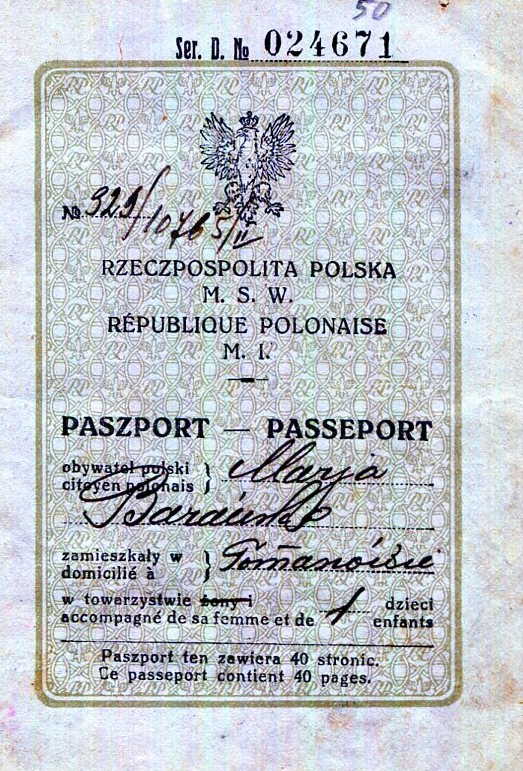 50
Ser. D. № 024671
№ 329/10765/II
RZECZPOSPOLITA POLSKA
M. S. W.
RÉPUBLIQUE POLONAISE
M. I.
PASZPORT — PASSEPORT
obywatel polski } Marja
citoyen polonais
zamieszkały w }
domicilié à
w towarzystwie żony i 1 dzieci
accompagné de sa femme et de enfants
Paszport ten zawiera 40 stronic.
Ce passeport contient 40 pages.